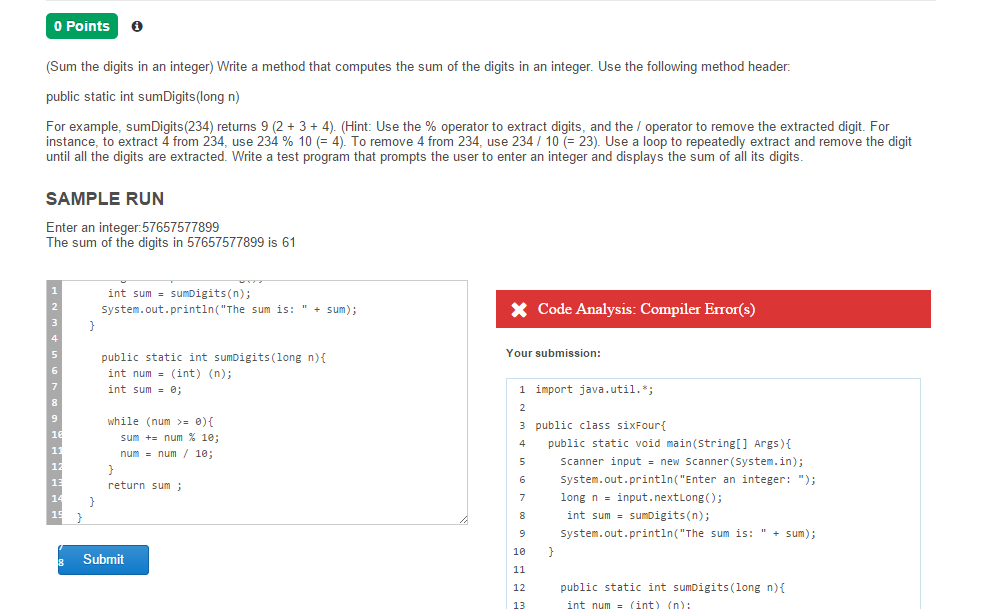 0 Points
(Sum the digits in an integer) Write a method that computes the sum of the digits in an integer. Use the following method header:
public static int sumDigits(long n)
For example, sumDigits(234) returns 9 (2 + 3 + 4). (Hint: Use the % operator to extract digits, and the / operator to remove the extracted digit. For
instance, to extract 4 from 234, use 234 % 10 (= 4). To remove 4 from 234, use 234 / 10 (= 23). Use a loop to repeatedly extract and remove the digit
until all the digits are extracted. Write a test program that prompts the user to enter an integer and displays the sum of all its digits.
SAMPLE RUN
Enter an integer:57657577899
The sum of the digits in 57657577899 is 61
1 int sum = sumDigits(n);
2 System.out.println("The sum is: " + sum);
3 }
4
5 public static int sumDigits(long n){
6 int num = (int) (n);
7 int sum = 0;
8
9 while (num >= 0){
10 sum += num % 10;
11 num = num / 10;
12 }
13 return sum ;
14 }
15 }
8 Submit
Code Analysis: Compiler Error(s)
Your submission:
1 import java.util.*;
2
3 public class sixFour{
4 public static void main(String[] Args){
5 Scanner input = new Scanner(System.in);
6 System.out.println("Enter an integer: ");
7 long n = input.nextLong();
8 int sum = sumDigits(n);
9 System.out.println("The sum is: " + sum);
10 }
11
12 public static int sumDigits(long n){
13 int num = (int) (n);